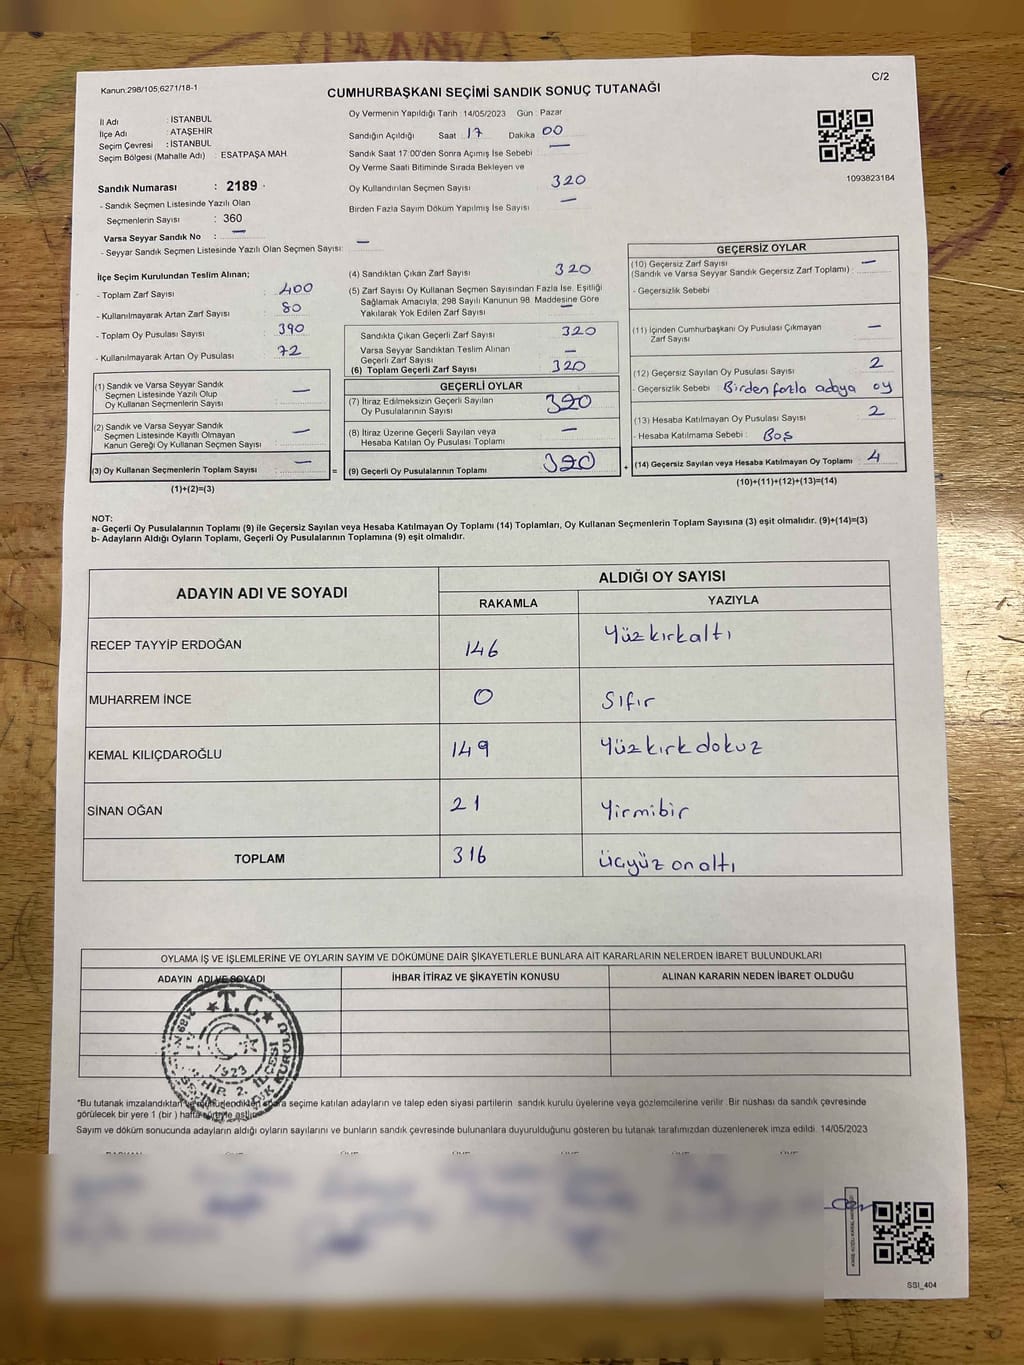 Kanun:298/105,6271/18-1
C/2
CUMHURBAŞKANI SEÇİMİ SANDIK SONUÇ TUTANAĞI
İl Adı : İSTANBUL
İlçe Adı : ATAŞEHİR
Seçim Çevresi : İSTANBUL
Seçim Bölgesi (Mahalle Adı) : ESATPAŞA MAH
Sandık Numarası : 2189
- Sandık Seçmen Listesinde Yazılı Olan
Seçmenlerin Sayısı : 360
Varsa Seyyar Sandık No : —
- Seyyar Sandık Seçmen Listesinde Yazılı Olan Seçmen Sayısı: —
Oy Vermenin Yapıldığı Tarih : 14/05/2023 Gün : Pazar
Sandığın Açıldığı Saat 17 Dakika 00
Sandık Saat 17:00'den Sonra Açımış İse Sebebi —
Oy Verme Saati Bitiminde Sırada Bekleyen ve
Oy Kullandırılan Seçmen Sayısı 320
Birden Fazla Sayım Döküm Yapılmış İse Sayısı —
1093823184
İlçe Seçim Kurulundan Teslim Alınan;
- Toplam Zarf Sayısı : 400
- Kullanılmayarak Artan Zarf Sayısı : 80
- Toplam Oy Pusulası Sayısı : 390
- Kullanılmayarak Artan Oy Pusulası : 72
(1) Sandık ve Varsa Seyyar Sandık
Seçmen Listesinde Yazılı Olup
Oy Kullanan Seçmenlerin Sayısı —
(2) Sandık ve Varsa Seyyar Sandık
Seçmen Listesinde Kayıtlı Olmayan
Kanun Gereği Oy Kullanan Seçmen Sayısı —
(3) Oy Kullanan Seçmenlerin Toplam Sayısı —
(1)+(2)=(3)
=
(4) Sandıktan Çıkan Zarf Sayısı 320
(5) Zarf Sayısı Oy Kullanan Seçmen Sayısından Fazla İse, Eşitliği
Sağlamak Amacıyla; 298 Sayılı Kanunun 98. Maddesine Göre
Yakılarak Yok Edilen Zarf Sayısı —
Sandıkta Çıkan Geçerli Zarf Sayısı 320
Varsa Seyyar Sandıktan Teslim Alınan
Geçerli Zarf Sayısı —
(6) Toplam Geçerli Zarf Sayısı 320
GEÇERLİ OYLAR
(7) İtiraz Edilmeksizin Geçerli Sayılan
Oy Pusulalarının Sayısı 320
(8) İtiraz Üzerine Geçerli Sayılan veya
Hesaba Katılan Oy Pusulası Toplamı —
(9) Geçerli Oy Pusulalarının Toplamı 320
+
GEÇERSİZ OYLAR
(10) Geçersiz Zarf Sayısı —
(Sandık ve Varsa Seyyar Sandık Geçersiz Zarf Toplamı) :
- Geçersizlik Sebebi :
(11) İçinden Cumhurbaşkanı Oy Pusulası Çıkmayan —
Zarf Sayısı
(12) Geçersiz Sayılan Oy Pusulası Sayısı 2
- Geçersizlik Sebebi : Birden fazla adaya oy
(13) Hesaba Katılmayan Oy Pusulası Sayısı 2
- Hesaba Katılmama Sebebi : Boş
(14) Geçersiz Sayılan veya Hesaba Katılmayan Oy Toplamı 4
(10)+(11)+(12)+(13)=(14)
NOT:
a- Geçerli Oy Pusulalarının Toplamı (9) ile Geçersiz Sayılan veya Hesaba Katılmayan Oy Toplamı (14) Toplamları, Oy Kullanan Seçmenlerin Toplam Sayısına (3) eşit olmalıdır. (9)+(14)=(3)
b- Adayların Aldığı Oyların Toplamı, Geçerli Oy Pusulalarının Toplamına (9) eşit olmalıdır.
ADAYIN ADI VE SOYADI
ALDIĞI OY SAYISI
RAKAMLA YAZIYLA
RECEP TAYYİP ERDOĞAN 146 Yüzkırkaltı
MUHARREM İNCE 0 Sıfır
KEMAL KILIÇDAROĞLU 149 Yüzkırkdokuz
SİNAN OĞAN 21 Yirmibir
TOPLAM 316 Üçyüz onaltı
OYLAMA İŞ VE İŞLEMLERİNE VE OYLARIN SAYIM VE DÖKÜMÜNE DAİR ŞİKAYETLERLE BUNLARA AİT KARARLARIN NELERDEN İBARET BULUNDUKLARI
ADAYIN ADI VE SOYADI İHBAR İTİRAZ VE ŞİKAYETİN KONUSU ALINAN KARARIN NEDEN İBARET OLDUĞU
T.C.
1923
*Bu tutanak imzalandıktan ve mühürlendikten sonra seçime katılan adayların ve talep eden siyasi partilerin sandık kurulu üyelerine veya gözlemcilerine verilir. Bir nüshası da sandık çevresinde
görülecek bir yere 1 (bir ) hafta süreyle asılır.
Sayım ve döküm sonucunda adayların aldığı oyların sayılarını ve bunların sandık çevresinde bulunanlara duyurulduğunu gösteren bu tutanak tarafımızdan düzenlenerek imza edildi. 14/05/2023
SSI_404